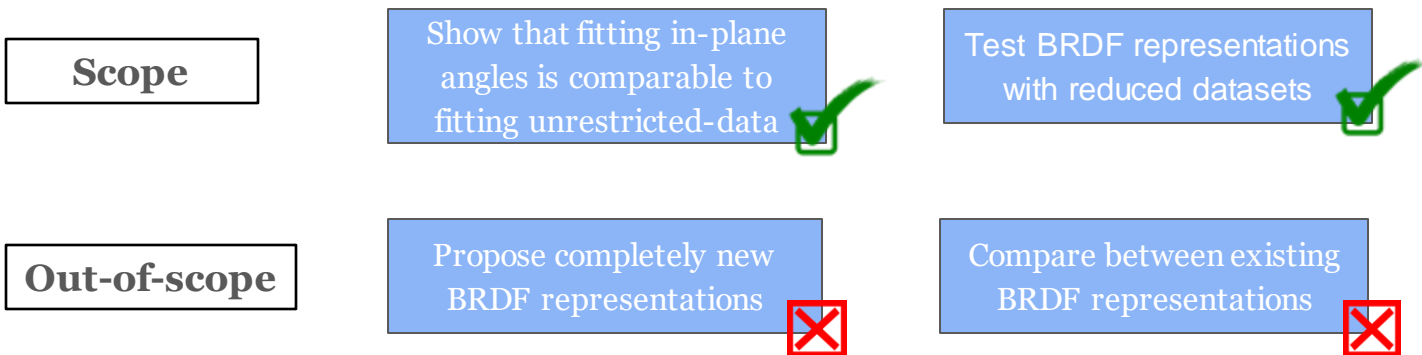 Scope
Show that fitting in-plane
angles is comparable to
fitting unrestricted-data
Test BRDF representations
with reduced datasets
Out-of-scope
Propose completely new
BRDF representations
Compare between existing
BRDF representations